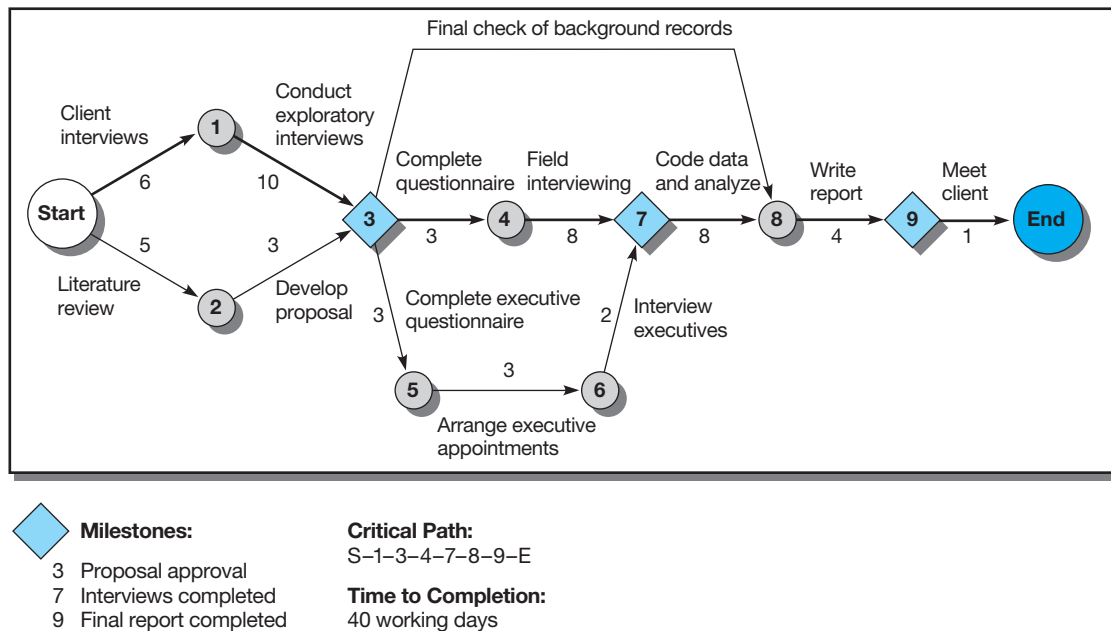 Final check of background records
Client
interviews
Conduct
exploratory
interviews
1
6
10
Complete
questionnaire
Field
interviewing
Code data
and analyze
Write
report
Meet
client
Start
3
4
7
8
9
End
3
8
8
4
1
5
3
Literature
review
2
Develop
proposal
3
Complete executive
questionnaire
2
Interview
executives
5
3
6
Arrange executive
appointments
Milestones:
3 Proposal approval
7 Interviews completed
9 Final report completed
Critical Path:
S–1–3–4–7–8–9–E
Time to Completion:
40 working days